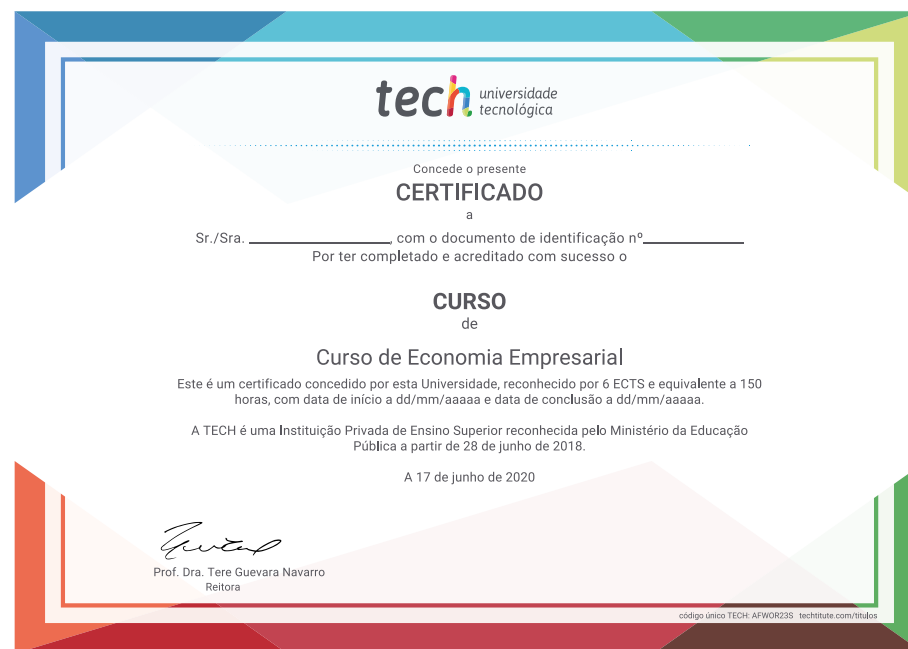 tech universidade
tecnológica
Concede o presente
CERTIFICADO
a
Sr./Sra. ________________, com o documento de identificação nº____________
Por ter completado e acreditado com sucesso o
CURSO
de
Curso de Economia Empresarial
Este é um certificado concedido por esta Universidade, reconhecido por 6 ECTS e equivalente a 150
horas, com data de início a dd/mm/aaaaa e data de conclusão a dd/mm/aaaaa.
A TECH é uma Instituição Privada de Ensino Superior reconhecida pelo Ministério da Educação
Pública a partir de 28 de junho de 2018.
A 17 de junho de 2020
Prof. Dra. Tere Guevara Navarro
Reitora
código único TECH: AFWOR23S techtitute.com/titulos